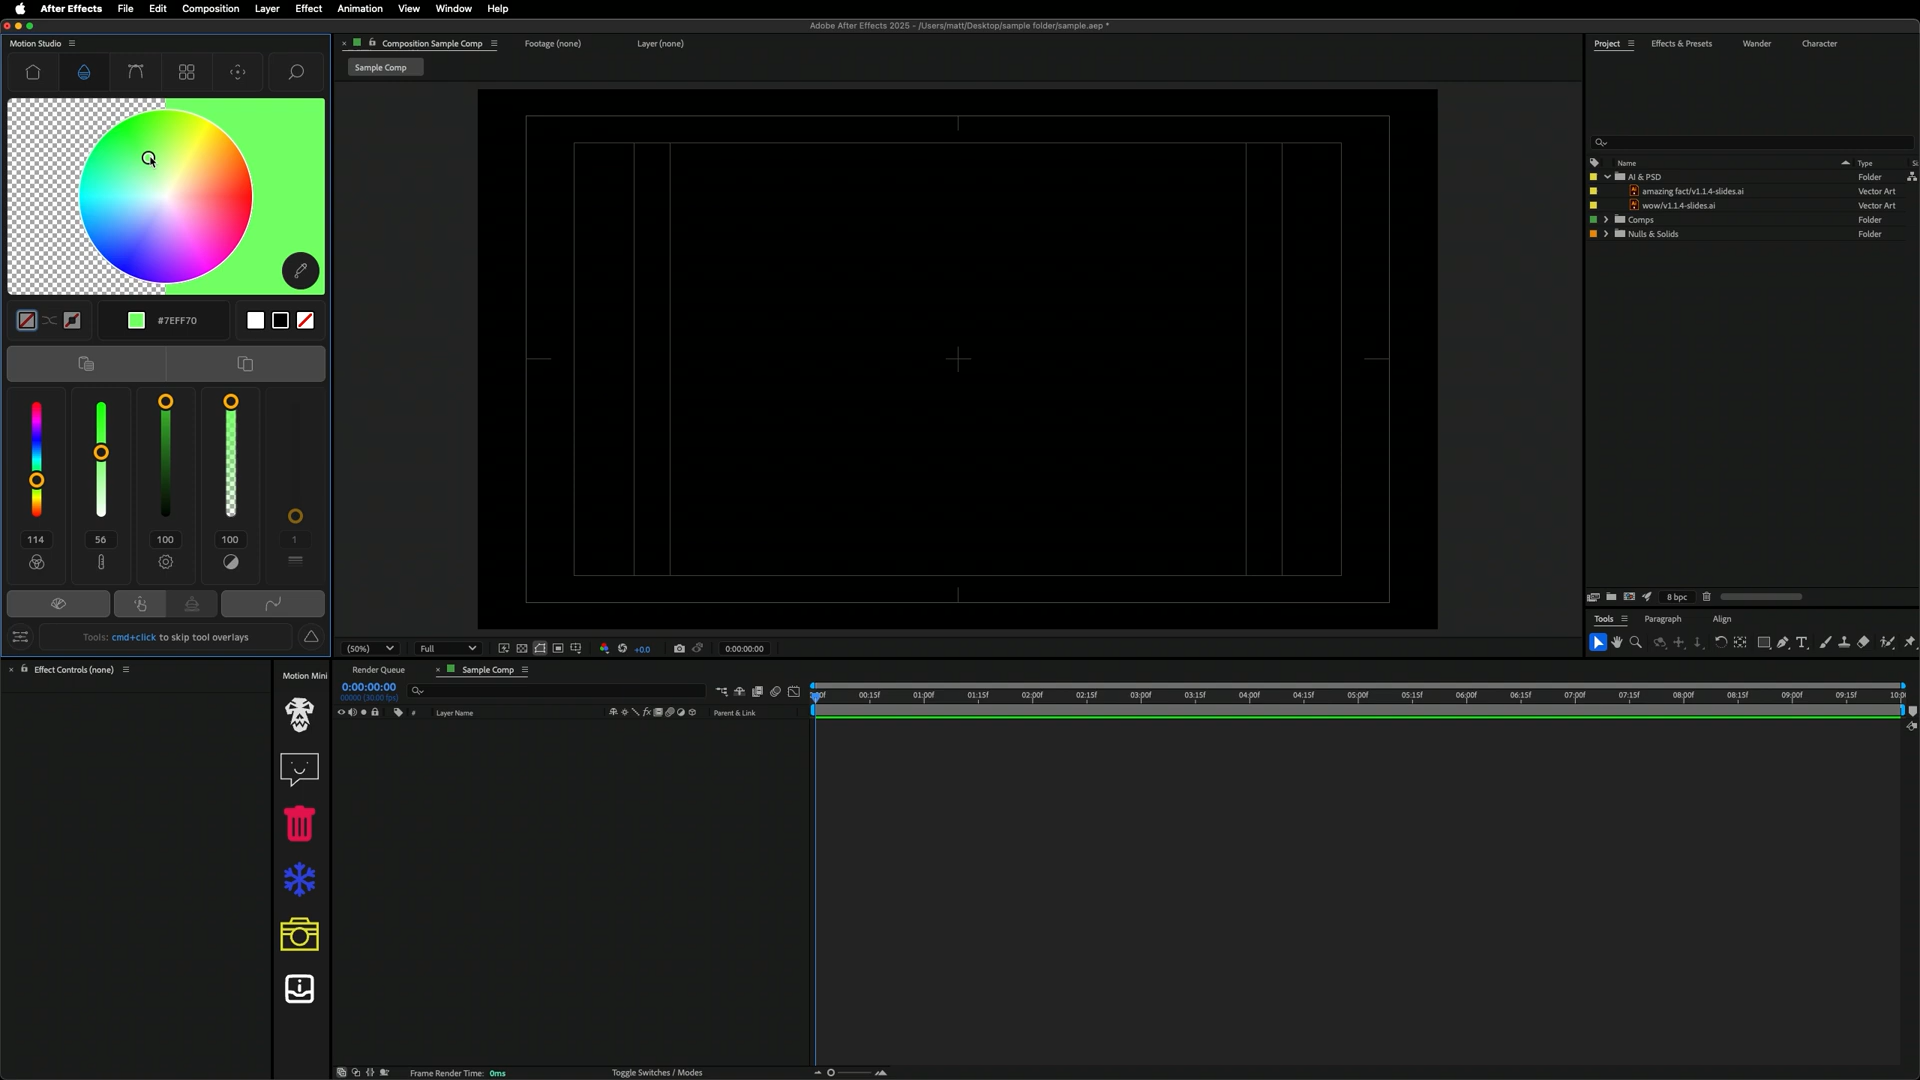 After Effects File Edit Composition Layer Effect Animation View Window Help
Adobe After Effects 2025 - /Users/matt/Desktop/sample folder/sample.aep *
Motion Studio
Composition Sample Comp Footage (none) Layer (none)
Project Effects & Presets Wander Character
Sample Comp
Name Type Si
AI & PSD Folder
amazing fact/v1.1.4-slides.ai Vector Art
wow/v1.1.4-slides.ai Vector Art
Comps Folder
Nulls & Solids Folder
#7EFF70
114 56 100 100 1
8 bpc
Tools Paragraph Align
Tools: cmd+click to skip tool overlays
(50%) Full +0.0 0:00:00:00
Effect Controls (none)
Motion Mini
Render Queue Sample Comp
0:00:00:00
00000 (30.00 fps)
00:15f 01:00f 01:15f 02:00f 02:15f 03:00f 03:15f 04:00f 04:15f 05:00f 05:15f 06:00f 06:15f 07:00f 07:15f 08:00f 08:15f 09:00f 09:15f
# Layer Name Parent & Link
Frame Render Time: 0ms Toggle Switches / Modes